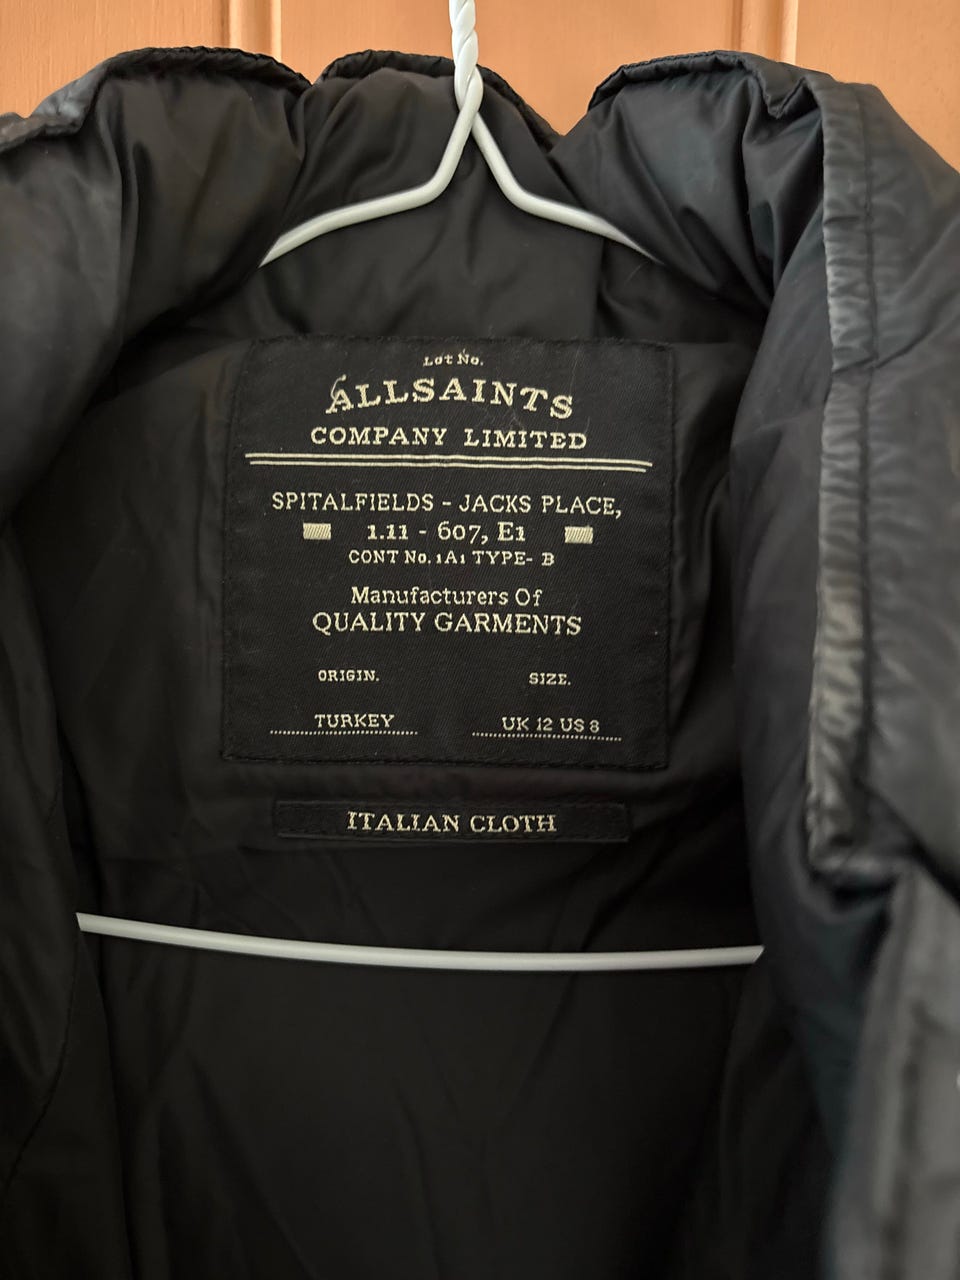 Lot No.
ALLSAINTS
COMPANY LIMITED
SPITALFIELDS - JACKS PLACE,
1.11 - 607, E1
CONT No. 1A1 TYPE- B
Manufacturers Of
QUALITY GARMENTS
ORIGIN. SIZE.
TURKEY UK 12 US 8
ITALIAN CLOTH